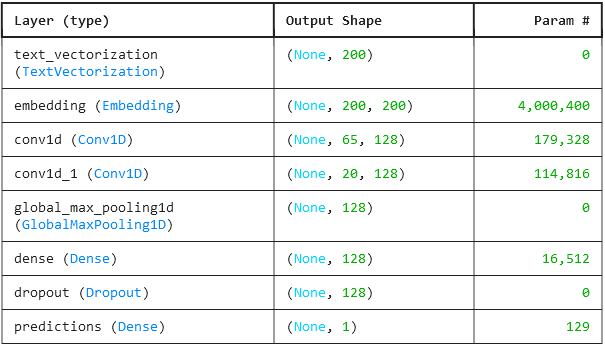 Layer (type) Output Shape Param #
text_vectorization (None, 200) 0
(TextVectorization)
embedding (Embedding) (None, 200, 200) 4,000,400
conv1d (Conv1D) (None, 65, 128) 179,328
conv1d_1 (Conv1D) (None, 20, 128) 114,816
global_max_pooling1d (None, 128) 0
(GlobalMaxPooling1D)
dense (Dense) (None, 128) 16,512
dropout (Dropout) (None, 128) 0
predictions (Dense) (None, 1) 129